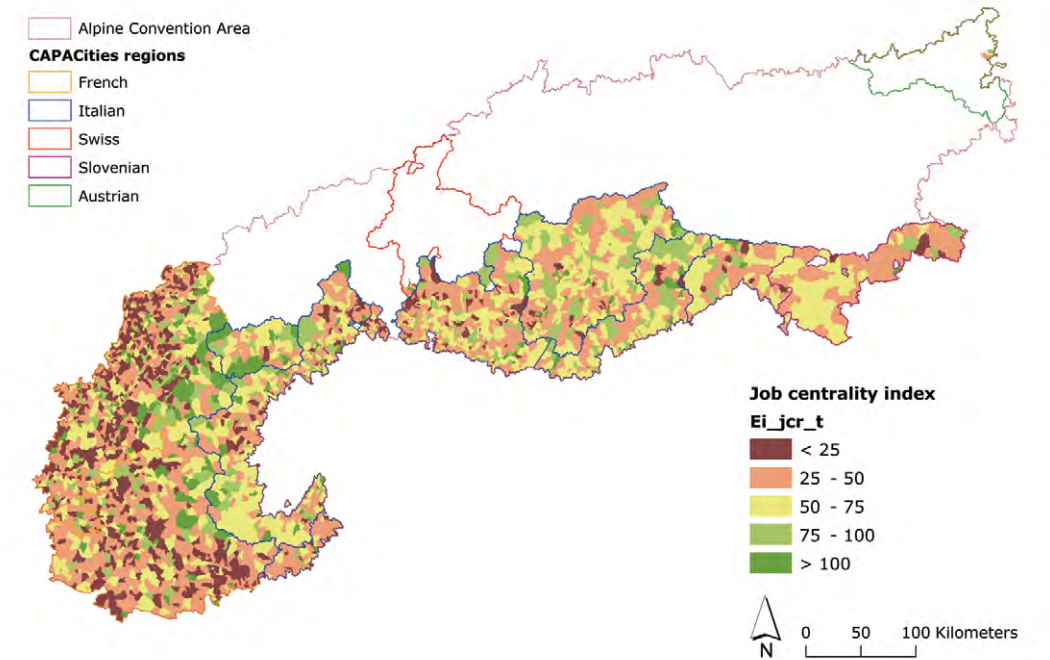 Alpine Convention Area
CAPACities regions
French
Italian
Swiss
Slovenian
Austrian
Job centrality index
Ei_jcr_t
< 25
25 - 50
50 - 75
75 - 100
> 100
N
0 50 100 Kilometers